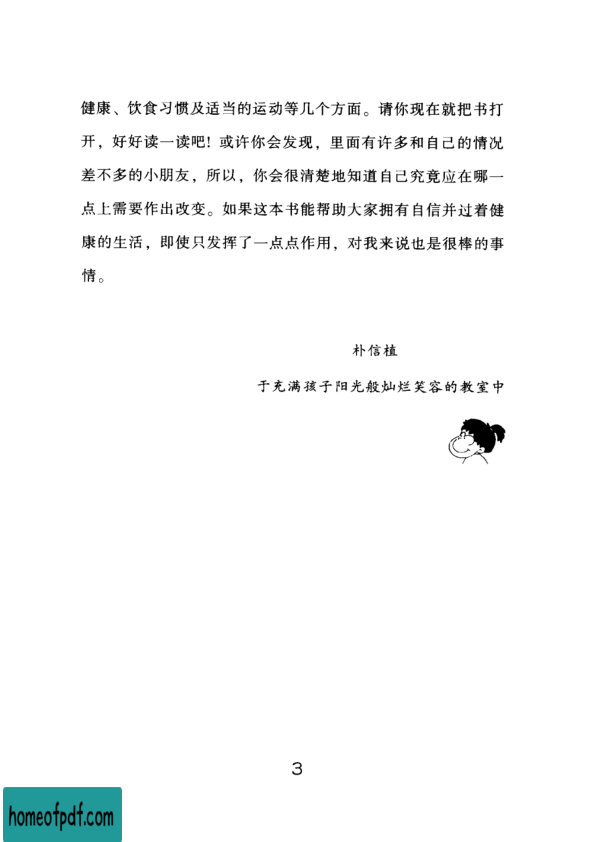 健康、饮食习惯及适当的运动等几个方面。请你现在就把书打
开，好好读一读吧！或许你会发现，里面有许多和自己的情况
差不多的小朋友，所以，你会很清楚地知道自己究竟应在哪一
点上需要作出改变。如果这本书能帮助大家拥有自信并过着健
康的生活，即使只发挥了一点点作用，对我来说也是很棒的事
情。
朴信植
于充满孩子阳光般灿烂笑容的教室中
3
homeofpdf.com